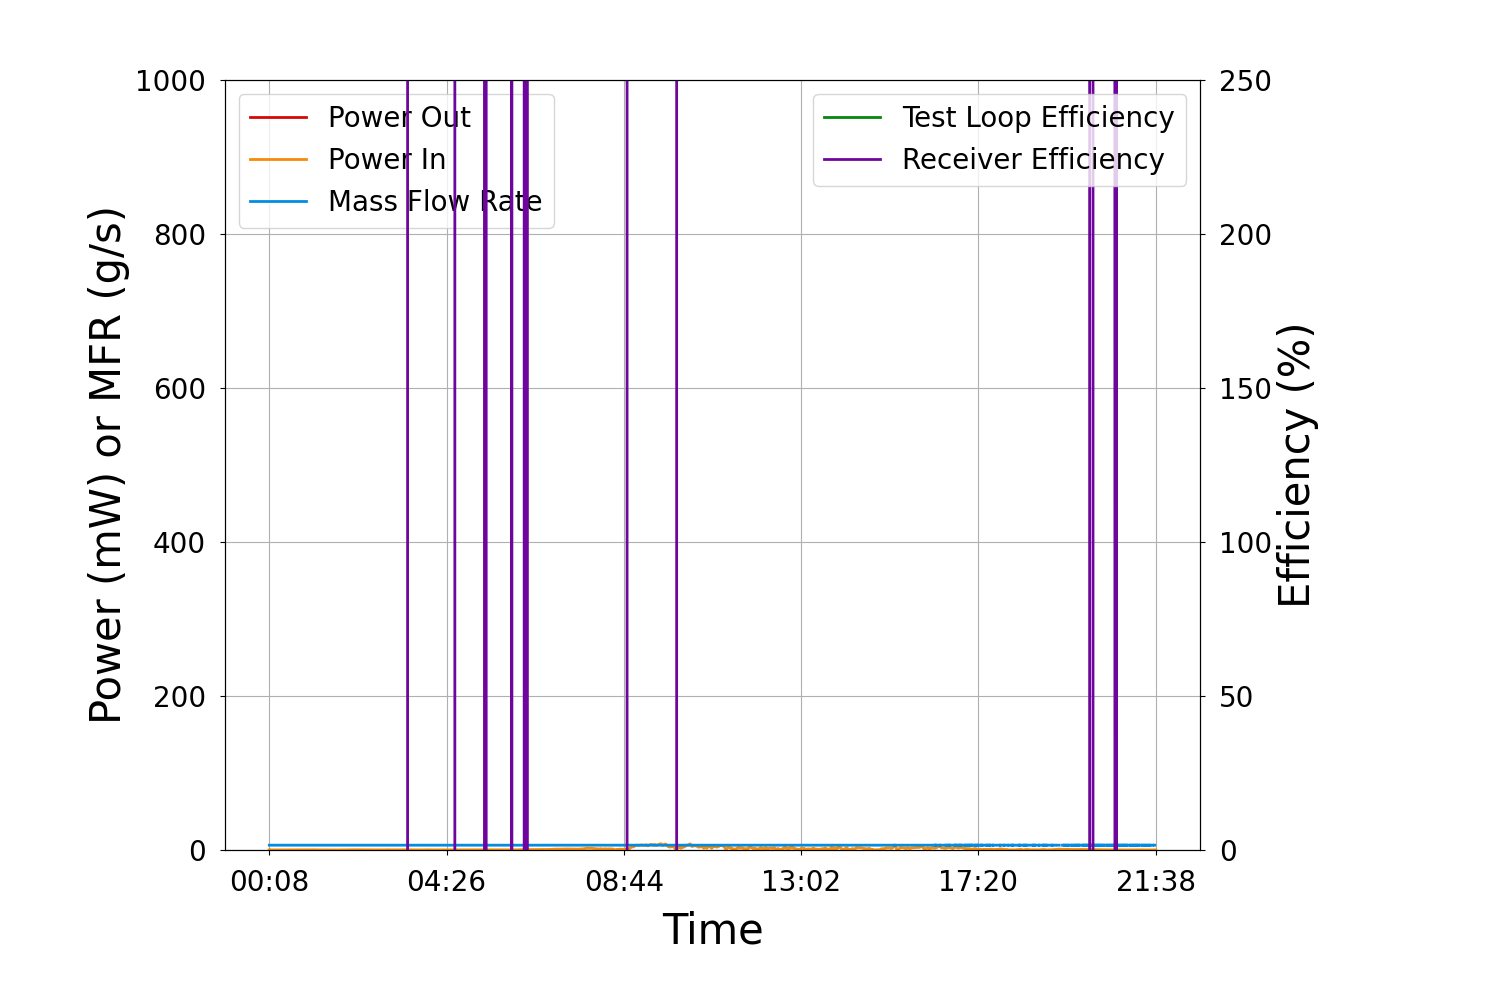 1000
800
600
400
200
0
Power (mW) or MFR (g/s)
Power Out
Power In
Mass Flow Rate
Test Loop Efficiency
Receiver Efficiency
250
200
150
100
50
0
Efficiency (%)
00:08 04:26 08:44 13:02 17:20 21:38
Time